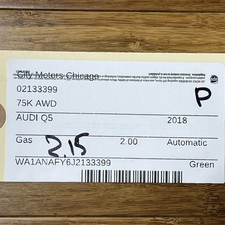 City Motors Chicago
02133399
P
75K AWD
AUDI Q5 2018
Gas 2.15 2.00 Automatic
WA1ANAFY6J2133399
Green